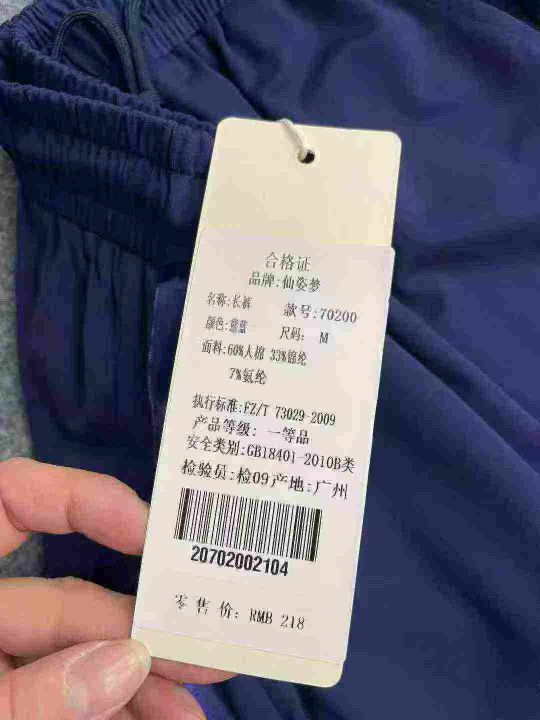 合格证
品牌:仙姿梦
名称:长裤 款号:70200
颜色:蓝 尺码: M
面料:60%人棉 33%锦纶
7%氨纶
执行标准:FZ/T 73029-2009
产品等级: 一等品
安全类别:GB18401-2010B类
检验员:检09产地:广州
20702002104
零 售 价: RMB 218